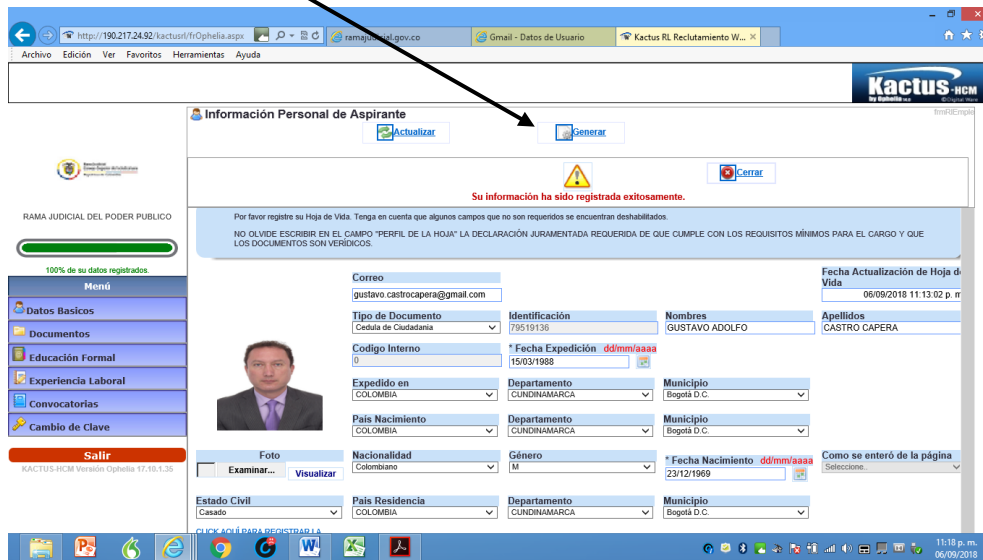 http://190.217.24.92/kactusrl/frOphelia.aspx
ramajudicial.gov.co
Gmail - Datos de Usuario
Kactus RL Reclutamiento W...
Archivo Edición Ver Favoritos Herramientas Ayuda
Kactus-HCM
by Ophelia
©Digital Ware
Información Personal de Aspirante
frmRlEmple
Actualizar
Generar
Cerrar
Su información ha sido registrada exitosamente.
RAMA JUDICIAL DEL PODER PUBLICO
100% de su datos registrados.
Menú
Datos Basicos
Documentos
Educación Formal
Experiencia Laboral
Convocatorias
Cambio de Clave
Salir
KACTUS-HCM Versión Ophelia 17.10.1.35
Por favor registre su Hoja de Vida. Tenga en cuenta que algunos campos que no son requeridos se encuentran deshabilitados.
NO OLVIDE ESCRIBIR EN EL CAMPO "PERFIL DE LA HOJA" LA DECLARACIÓN JURAMENTADA REQUERIDA DE QUE CUMPLE CON LOS REQUISITOS MÍNIMOS PARA EL CARGO Y QUE
LOS DOCUMENTOS SON VERÍDICOS.
Correo
gustavo.castrocapera@gmail.com
Fecha Actualización de Hoja de
Vida
06/09/2018 11:13:02 p. m
Tipo de Documento Identificación Nombres Apellidos
Cedula de Ciudadania 79519136 GUSTAVO ADOLFO CASTRO CAPERA
Codigo Interno * Fecha Expedición dd/mm/aaaa
0 15/03/1988
Expedido en Departamento Municipio
COLOMBIA CUNDINAMARCA Bogotá D.C.
País Nacimiento Departamento Municipio
COLOMBIA CUNDINAMARCA Bogotá D.C.
Foto Nacionalidad Género * Fecha Nacimiento dd/mm/aaaa Como se enteró de la página
Examinar... Visualizar Colombiano M 23/12/1969 Seleccione..
Estado Civil Pais Residencia Departamento Municipio
Casado COLOMBIA CUNDINAMARCA Bogotá D.C.
CLICK AQUÍ PARA REGISTRAR LA
11:18 p. m.
06/09/2018